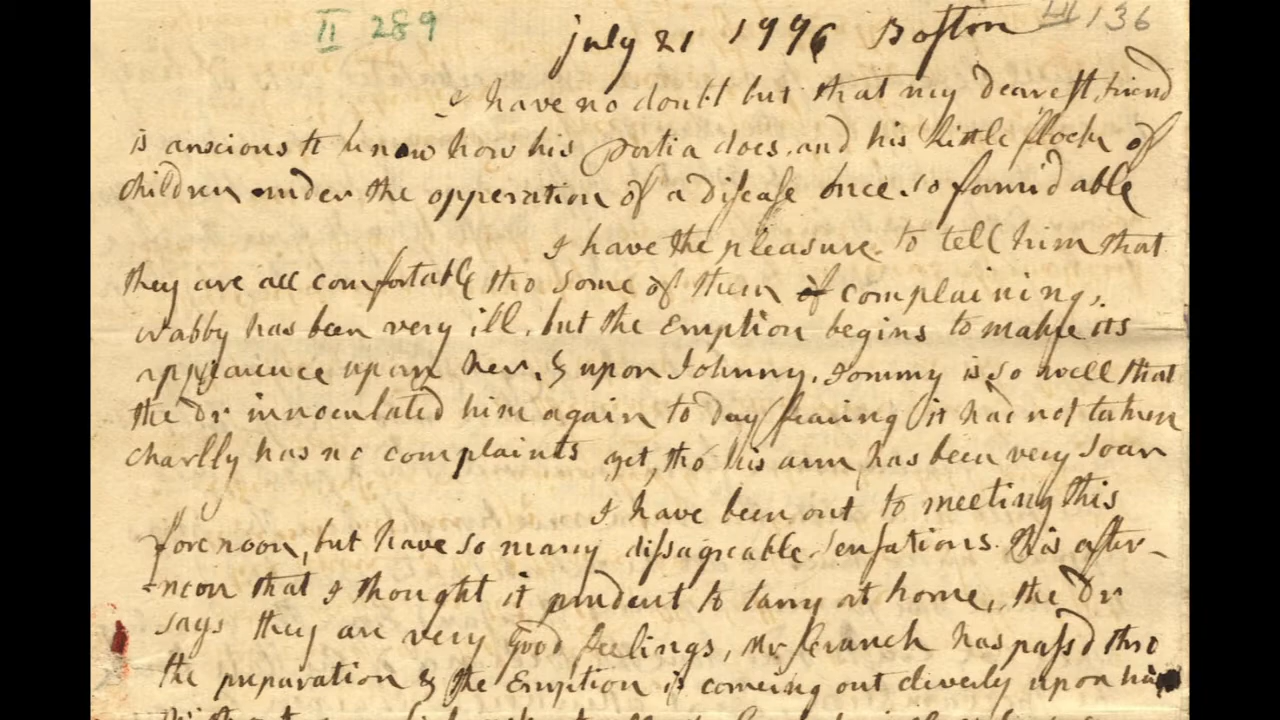 II 289
III 136
july 21 1776 Boston
I have no doubt but that my dearest Friend
is anxcious to know how his Portia does, and his little flock of
children under the opperation of a disease once so formidable
I have the pleasure to tell him that
they are all comfortable tho some of them of complaining.
Nabby has been very ill, but the Eruption begins to make its
appearence upon her, & upon Johnny. Tommy is so well that
the Dr innoculated him again to day fearing it had not taken
Charlly has no complaints yet, tho his arm has been very soar
I have been out to meeting this
forenoon, but have so many dissagreable Sensations this after-
-noon that I thought it prudent to tarry at home, the Dr
says they are very good feelings, Mr Cranch has passd thro
the preparation & the Eruption is comeing out cleverly upon him